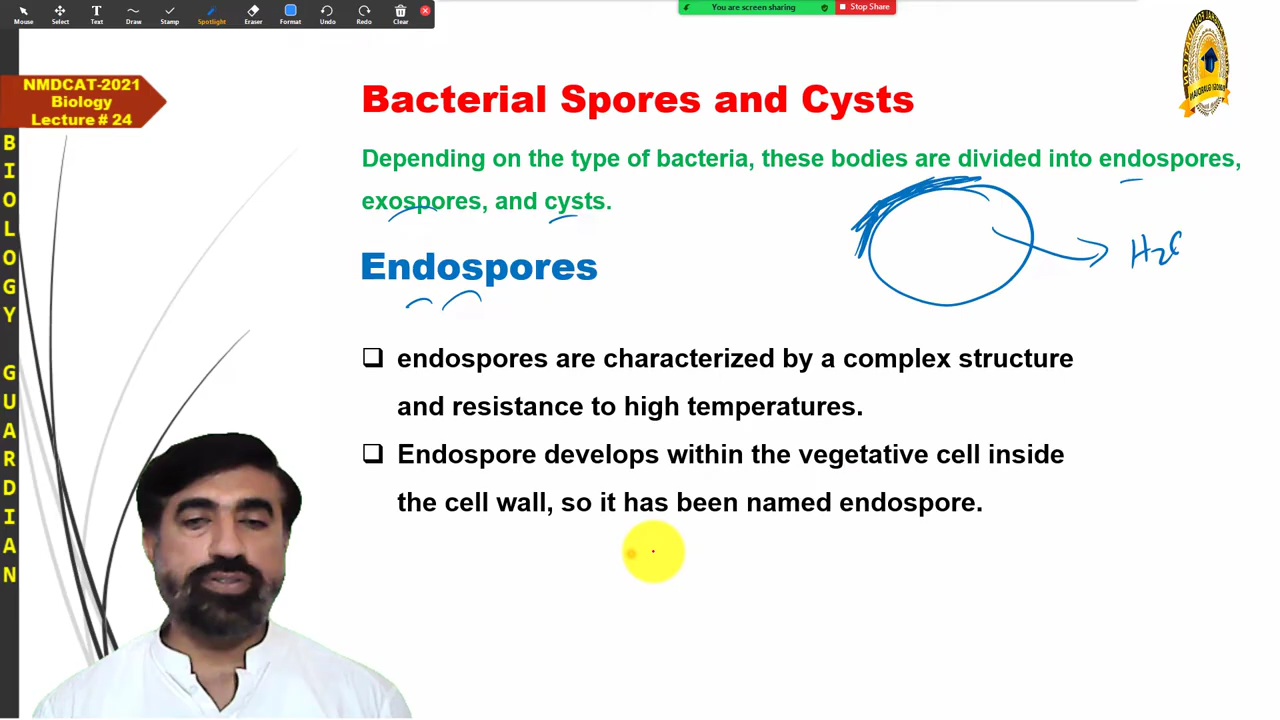 Mouse Select Text Draw Stamp Spotlight Eraser Format Undo Redo Clear
You are screen sharing Stop Share
NMDCAT-2021
Biology
Lecture # 24
BIOLOGY GUARDIAN
Bacterial Spores and Cysts
Depending on the type of bacteria, these bodies are divided into endospores,
exospores, and cysts.
Endospores
H2O
❑ endospores are characterized by a complex structure
and resistance to high temperatures.
❑ Endospore develops within the vegetative cell inside
the cell wall, so it has been named endospore.